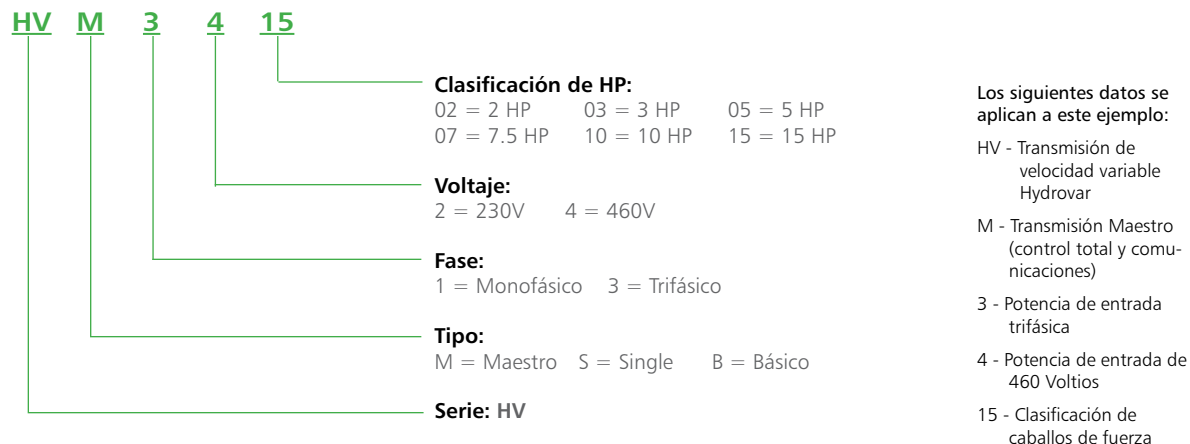 HV M 3 4 15
Clasificación de HP:
02 = 2 HP 03 = 3 HP 05 = 5 HP
07 = 7.5 HP 10 = 10 HP 15 = 15 HP
Voltaje:
2 = 230V 4 = 460V
Fase:
1 = Monofásico 3 = Trifásico
Tipo:
M = Maestro S = Single B = Básico
Serie: HV
Los siguientes datos se
aplican a este ejemplo:
HV - Transmisión de
velocidad variable
Hydrovar
M - Transmisión Maestro
(control total y comu-
nicaciones)
3 - Potencia de entrada
trifásica
4 - Potencia de entrada de
460 Voltios
15 - Clasificación de
caballos de fuerza